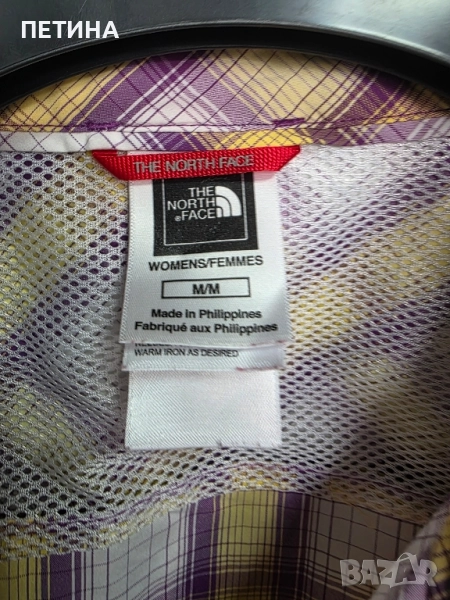 ПЕТИНА
THE NORTH FACE
THE
NORTH
FACE
WOMENS/FEMMES
M/M
Made in Philippines
Fabriqué aux Philippines
WARM IRON AS DESIRED
BAZAR